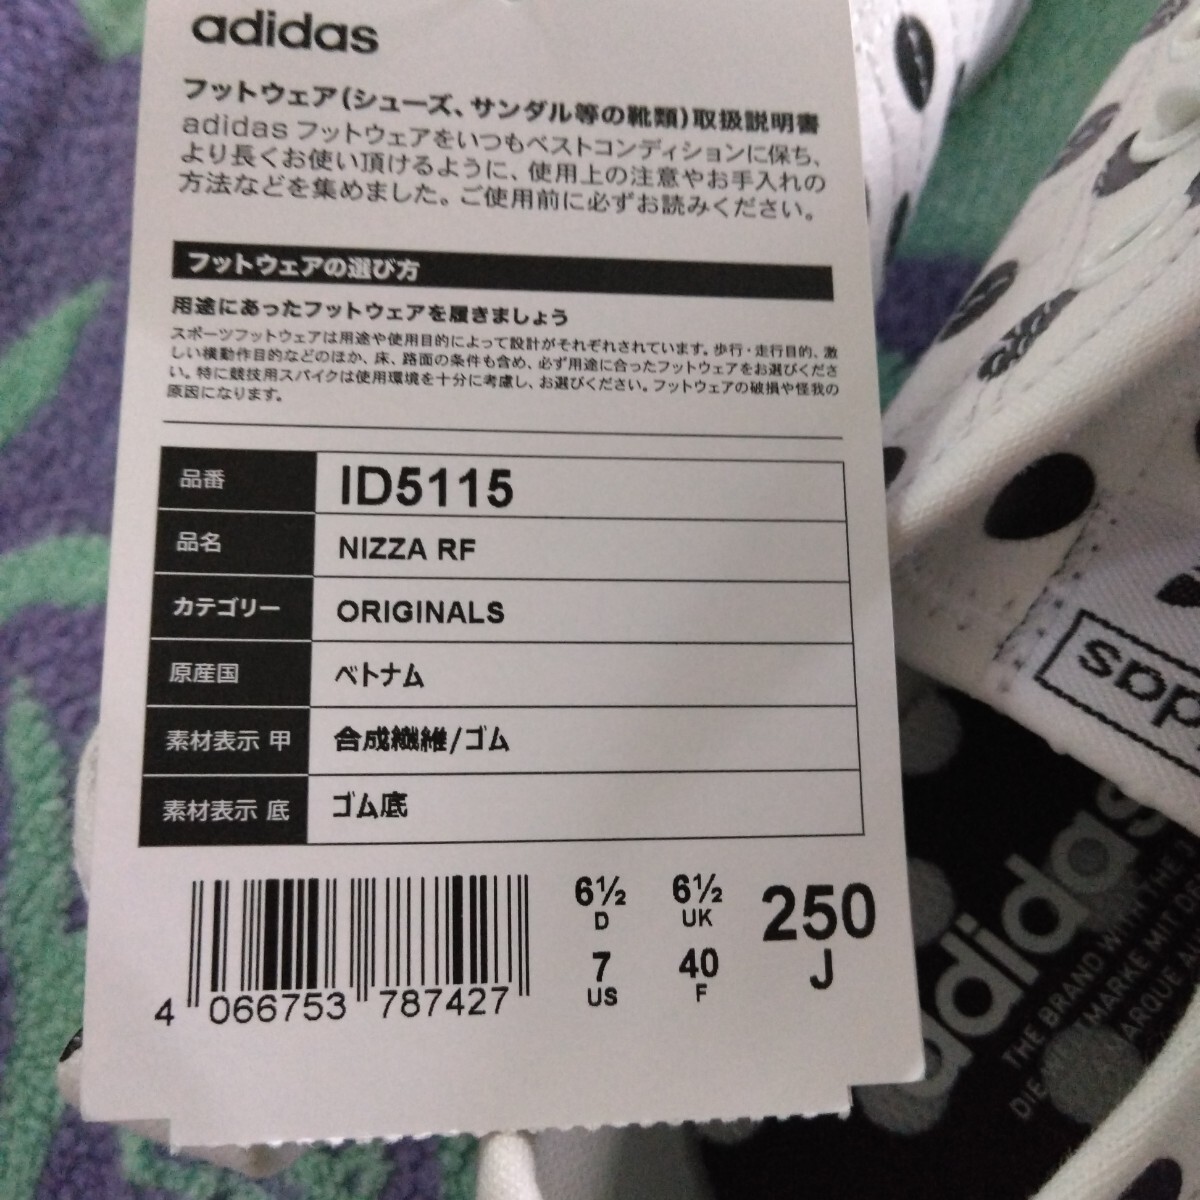 adidas
フットウェア(シューズ、サンダル等の靴類)取扱説明書
adidas フットウェアをいつもベストコンディションに保ち、
より長くお使い頂けるように、使用上の注意やお手入れの
方法などを集めました。ご使用前に必ずお読みください。
フットウェアの選び方
用途にあったフットウェアを履きましょう
スポーツフットウェアは用途や使用目的によって設計がそれぞれされています。歩行・走行目的、激
しい横動作目的などのほか、床、路面の条件も含め、必ず用途に合ったフットウェアをお選びくださ
い。特に競技用スパイクは使用環境を十分に考慮し、お選びください。フットウェアの破損や怪我の
原因になります。
品番 ID5115
品名 NIZZA RF
カテゴリー ORIGINALS
原産国 ベトナム
素材表示 甲 合成繊維/ゴム
素材表示 底 ゴム底
4 066753 787427
6½ D 6½ UK 250 J
7 US 40 F
adidas
THE BRAND WITH THE 3
DIE
MARQUE